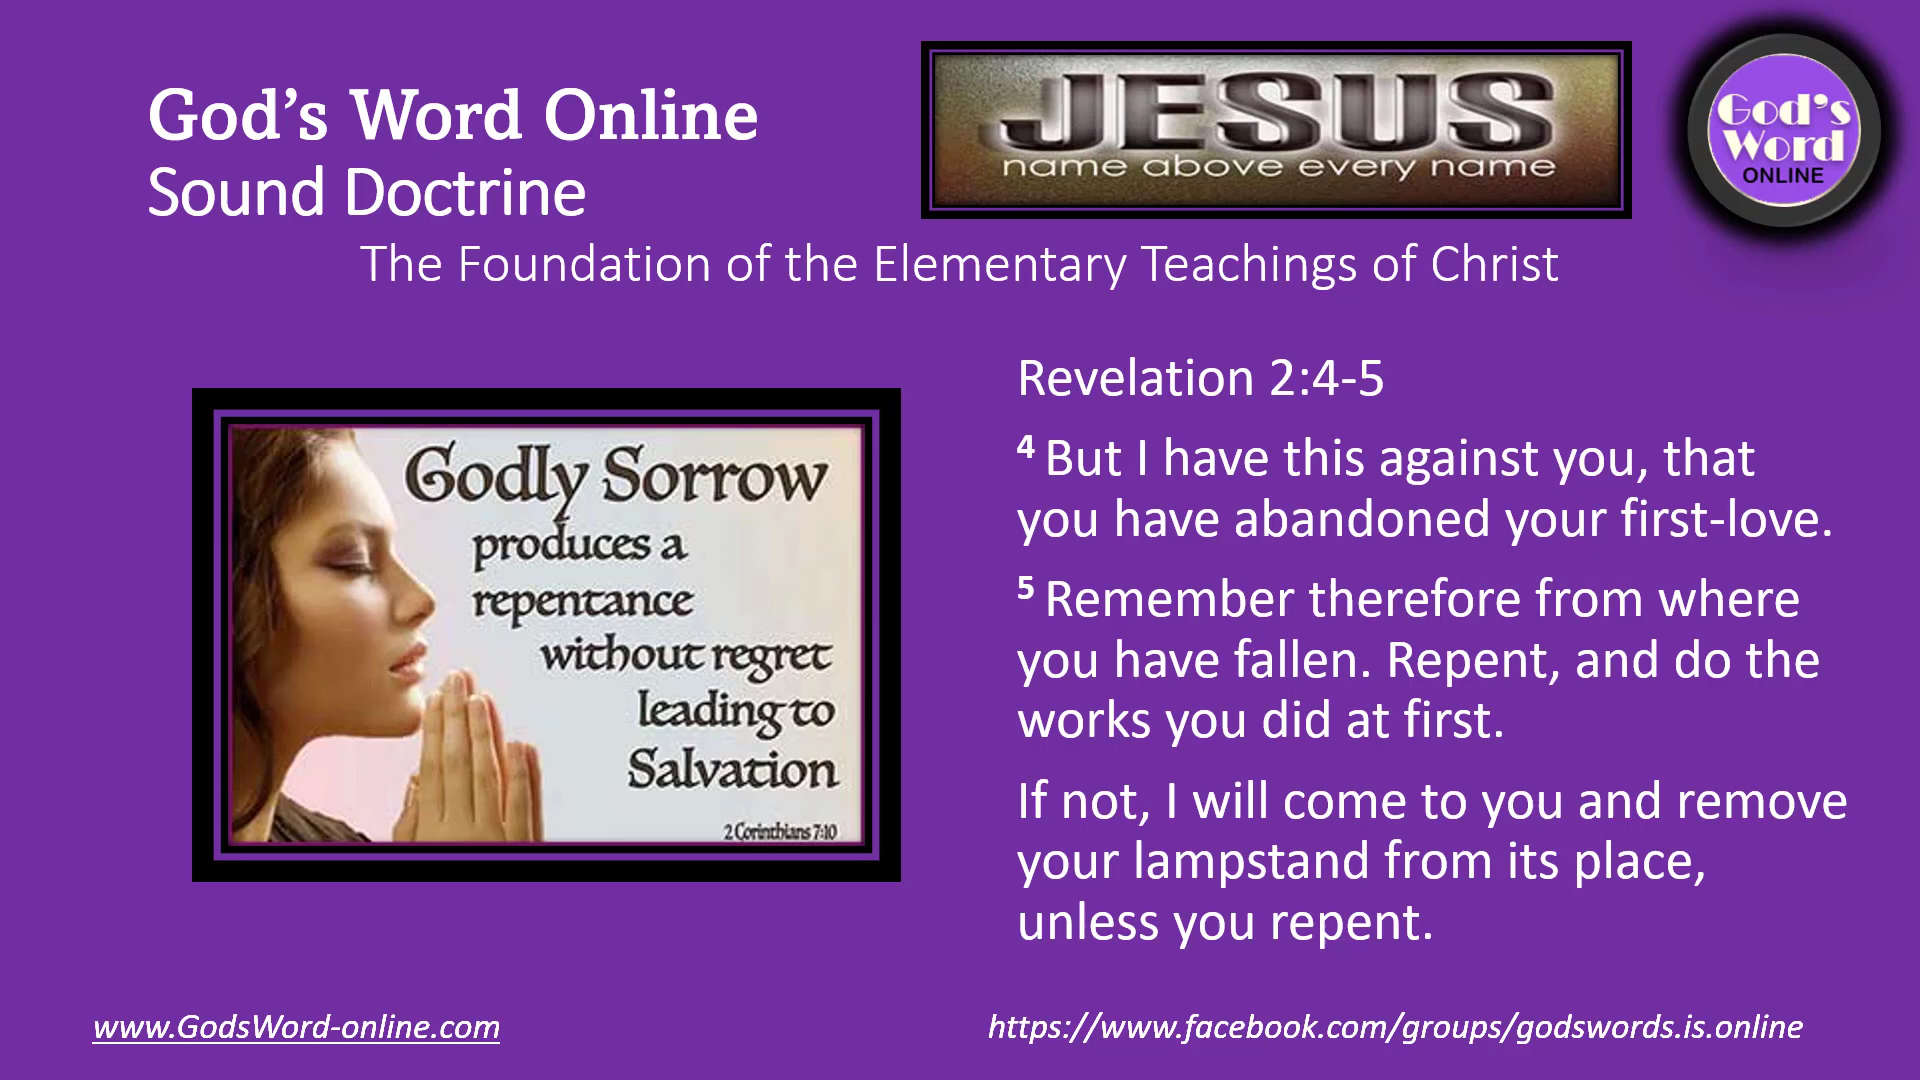 God’s Word Online
Sound Doctrine
JESUS
name above every name
God’s
Word
ONLINE
The Foundation of the Elementary Teachings of Christ
Godly Sorrow
produces a
repentance
without regret
leading to
Salvation
2 Corinthians 7:10
Revelation 2:4-5
4 But I have this against you, that
you have abandoned your first-love.
5 Remember therefore from where
you have fallen. Repent, and do the
works you did at first.
If not, I will come to you and remove
your lampstand from its place,
unless you repent.
www.GodsWord-online.com
https://www.facebook.com/groups/godswords.is.online